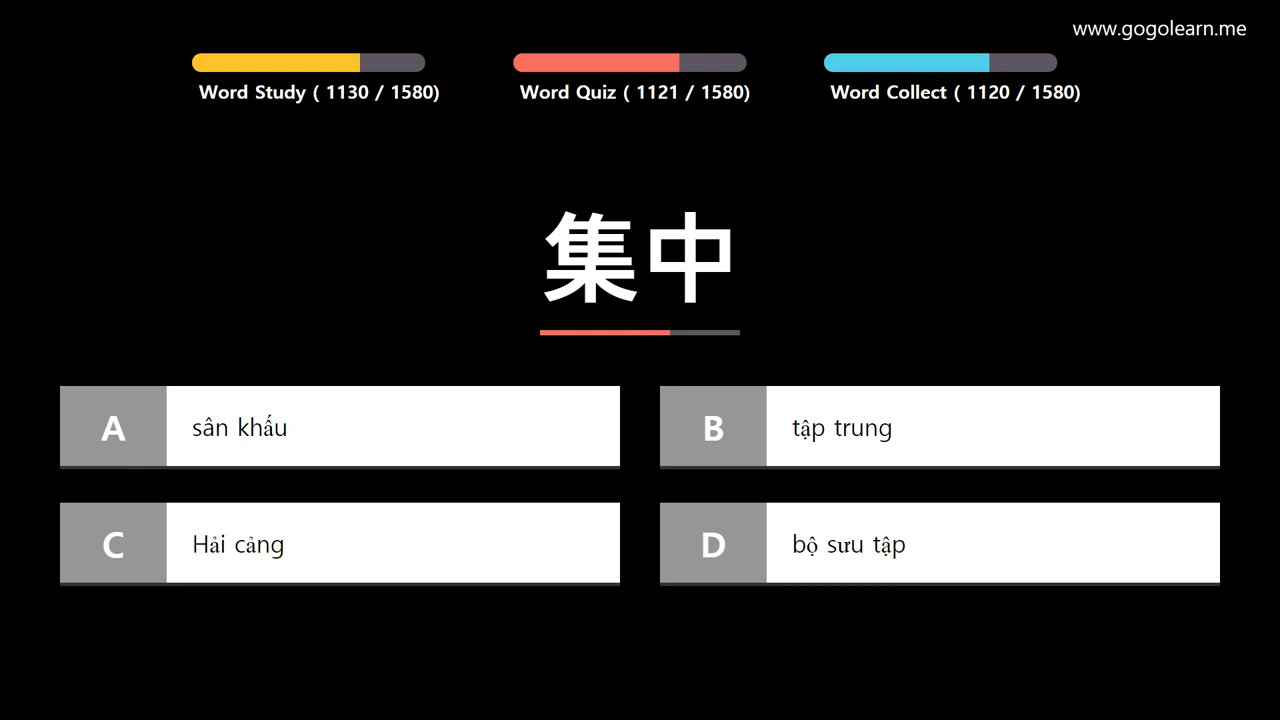 www.gogolearn.me
Word Study ( 1130 / 1580)
Word Quiz ( 1121 / 1580)
Word Collect ( 1120 / 1580)
集中
A sân khấu
B tập trung
C Hải cảng
D bộ sưu tập